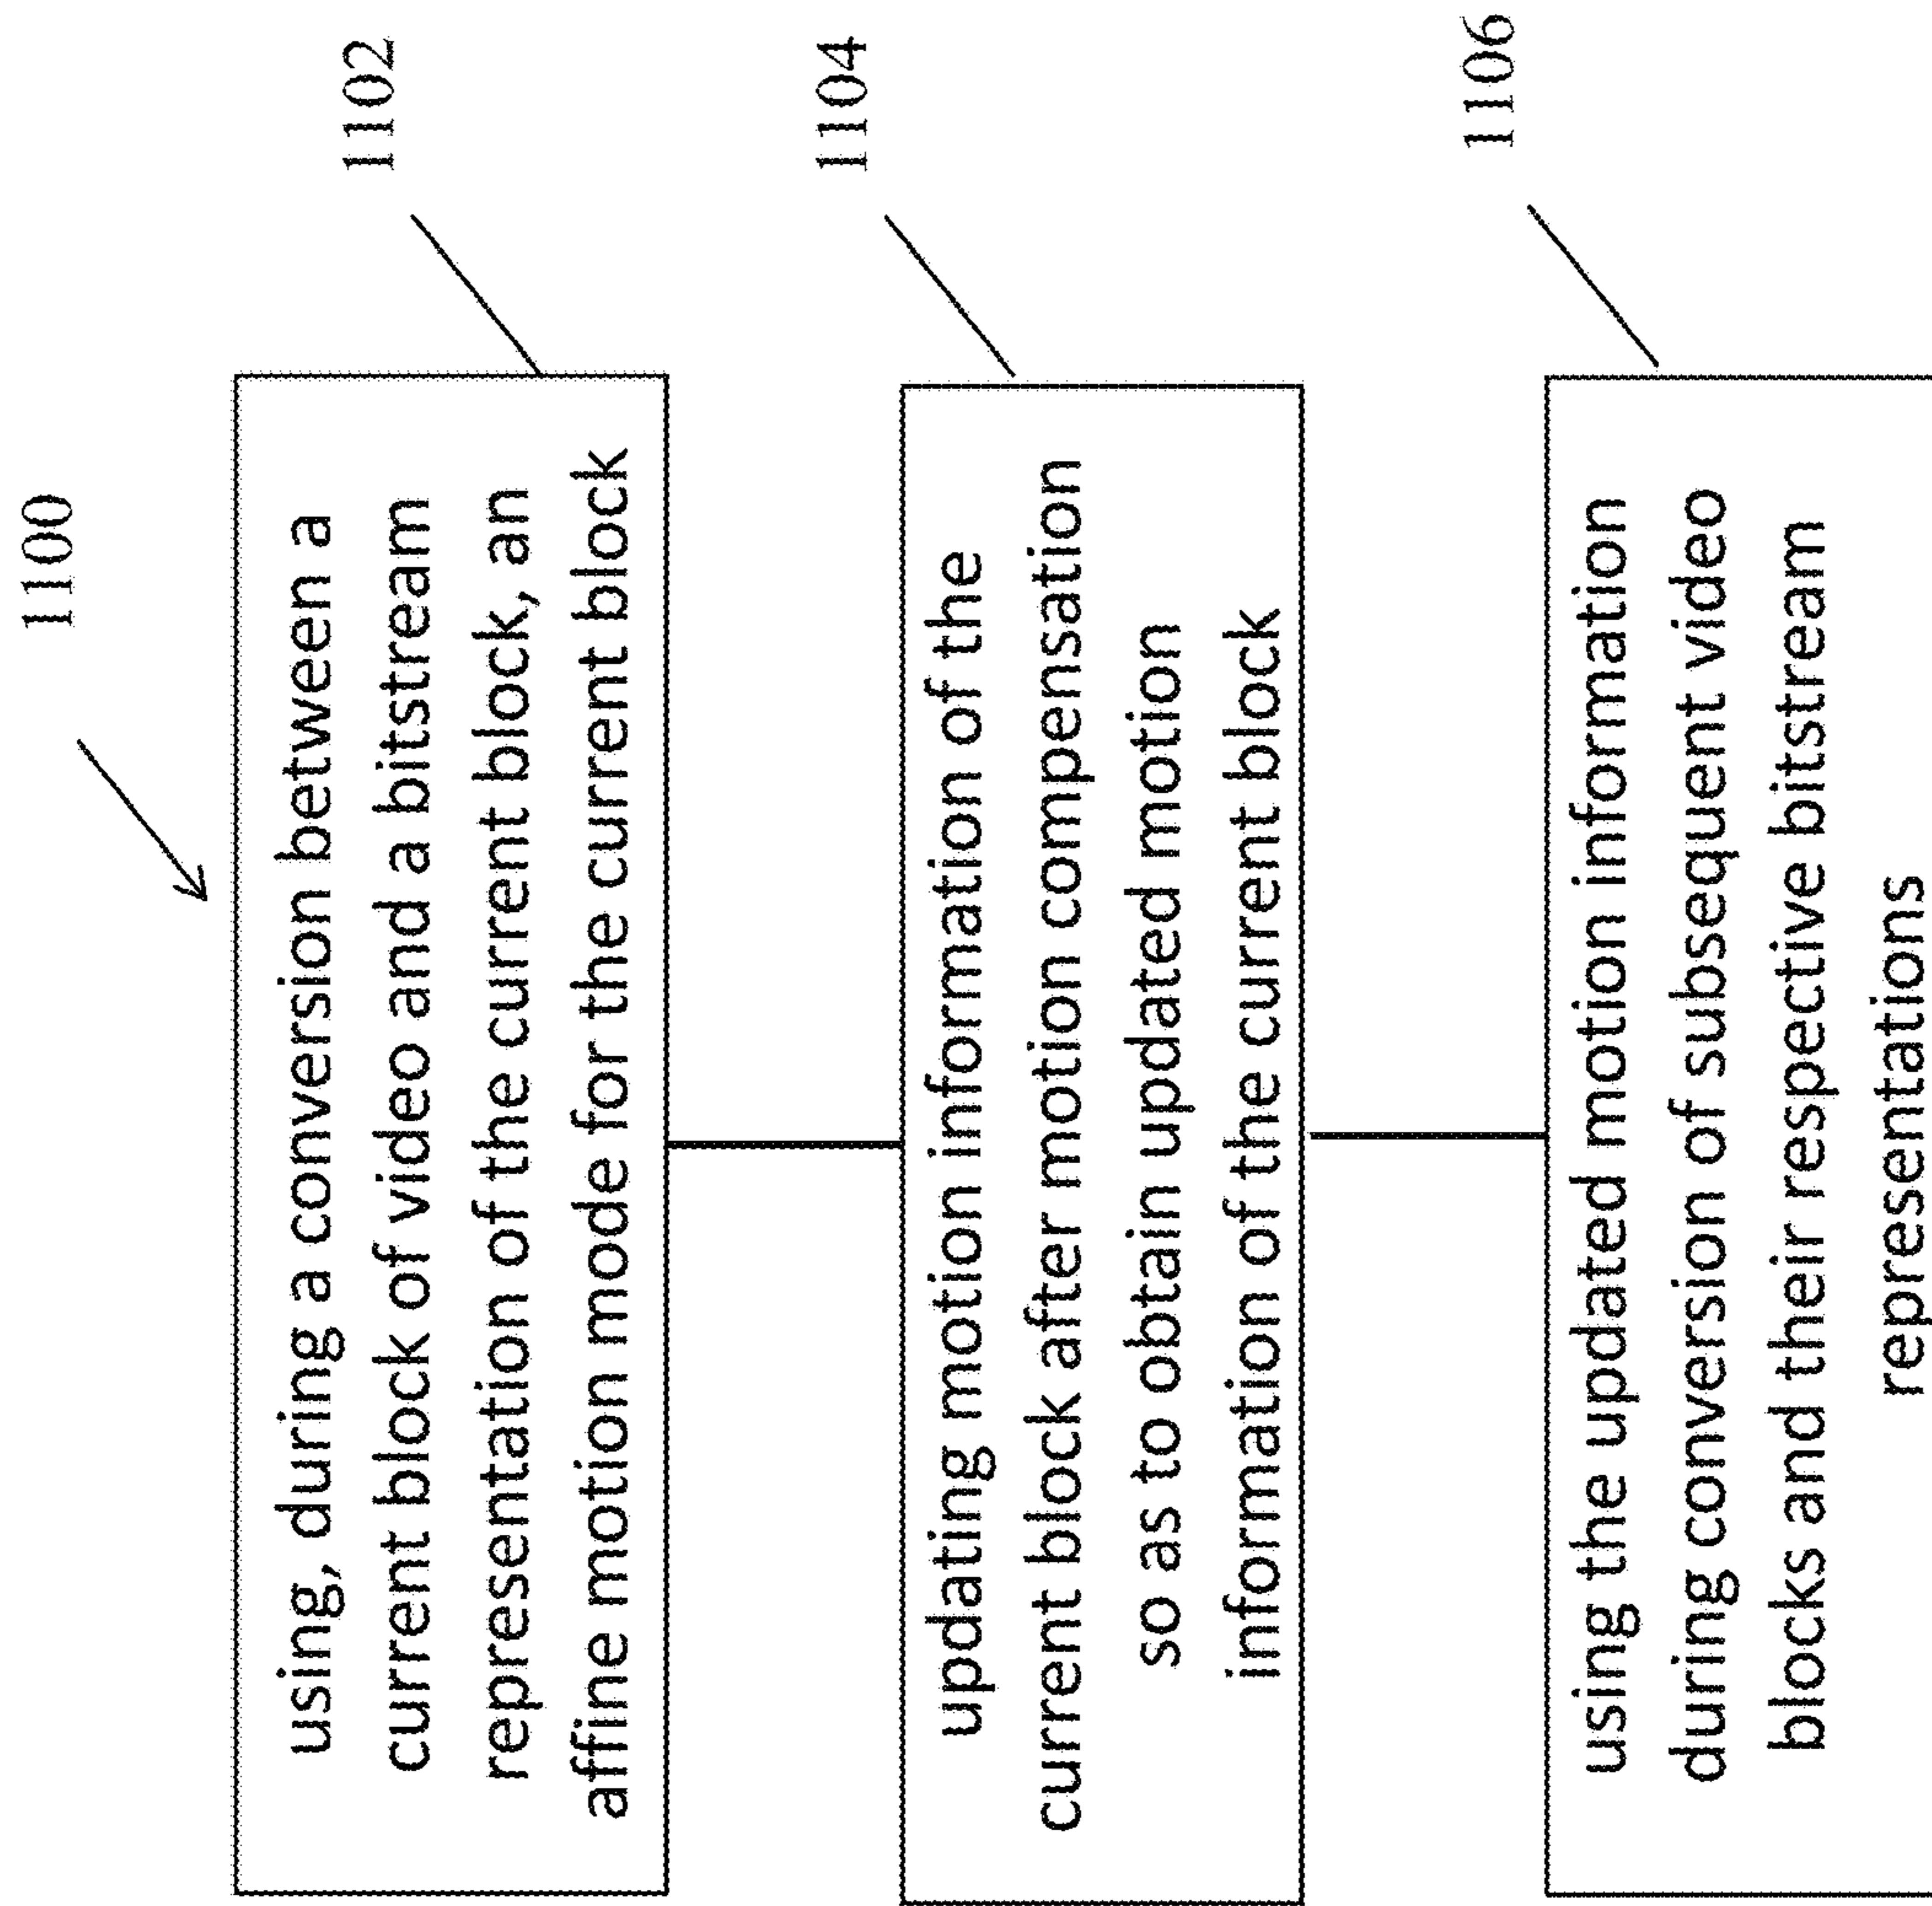 1100
using, during a conversion between a
current block of video and a bitstream
representation of the current block, an
affine motion mode for the current block
1102
updating motion information of the
current block after motion compensation
so as to obtain updated motion
information of the current block
1104
using the updated motion information
during conversion of subsequent video
blocks and their respective bitstream
representations
1106